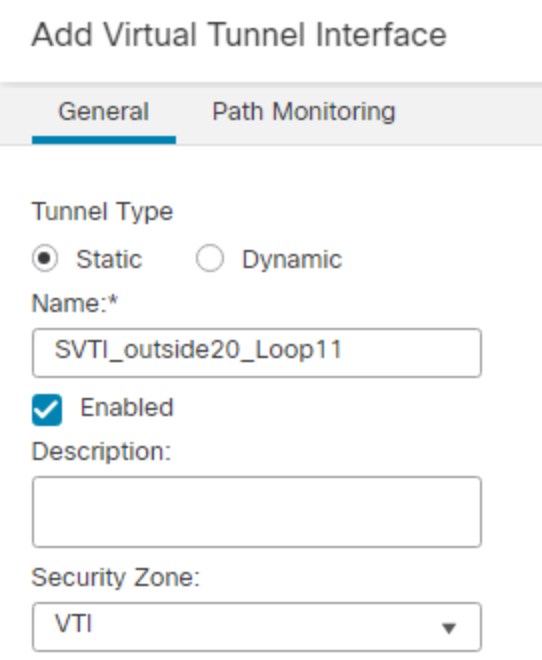 Add Virtual Tunnel Interface
General Path Monitoring
Tunnel Type
Static Dynamic
Name:*
SVTI_outside20_Loop11
Enabled
Description:
Security Zone:
VTI